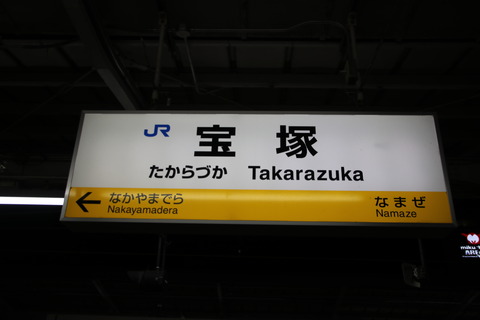 JR 宝塚
たからづか Takarazuka
← なかやまでら なまぜ
Nakayamadera Namaze
miku